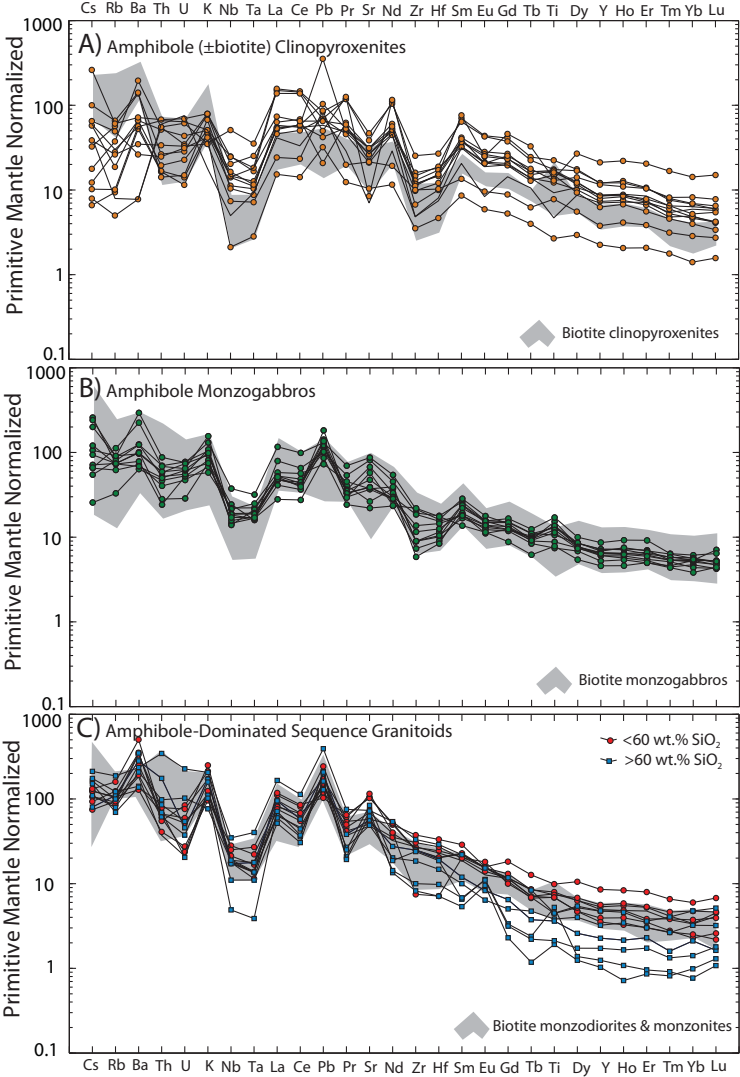 Cs Rb Ba Th U K Nb Ta La Ce Pb Pr Sr Nd Zr Hf Sm Eu Gd Tb Ti Dy Y Ho Er Tm Yb Lu
1000
A) Amphibole (±biotite) Clinopyroxenites
100
10
1
0.1
Primitive Mantle Normalized
Biotite clinopyroxenites
1000
B) Amphibole Monzogabbros
100
10
1
0.1
Primitive Mantle Normalized
Biotite monzogabbros
1000
C) Amphibole-Dominated Sequence Granitoids
<60 wt.% SiO₂
>60 wt.% SiO₂
100
10
1
0.1
Primitive Mantle Normalized
Biotite monzodiorites & monzonites
Cs Rb Ba Th U K Nb Ta La Ce Pb Pr Sr Nd Zr Hf Sm Eu Gd Tb Ti Dy Y Ho Er Tm Yb Lu